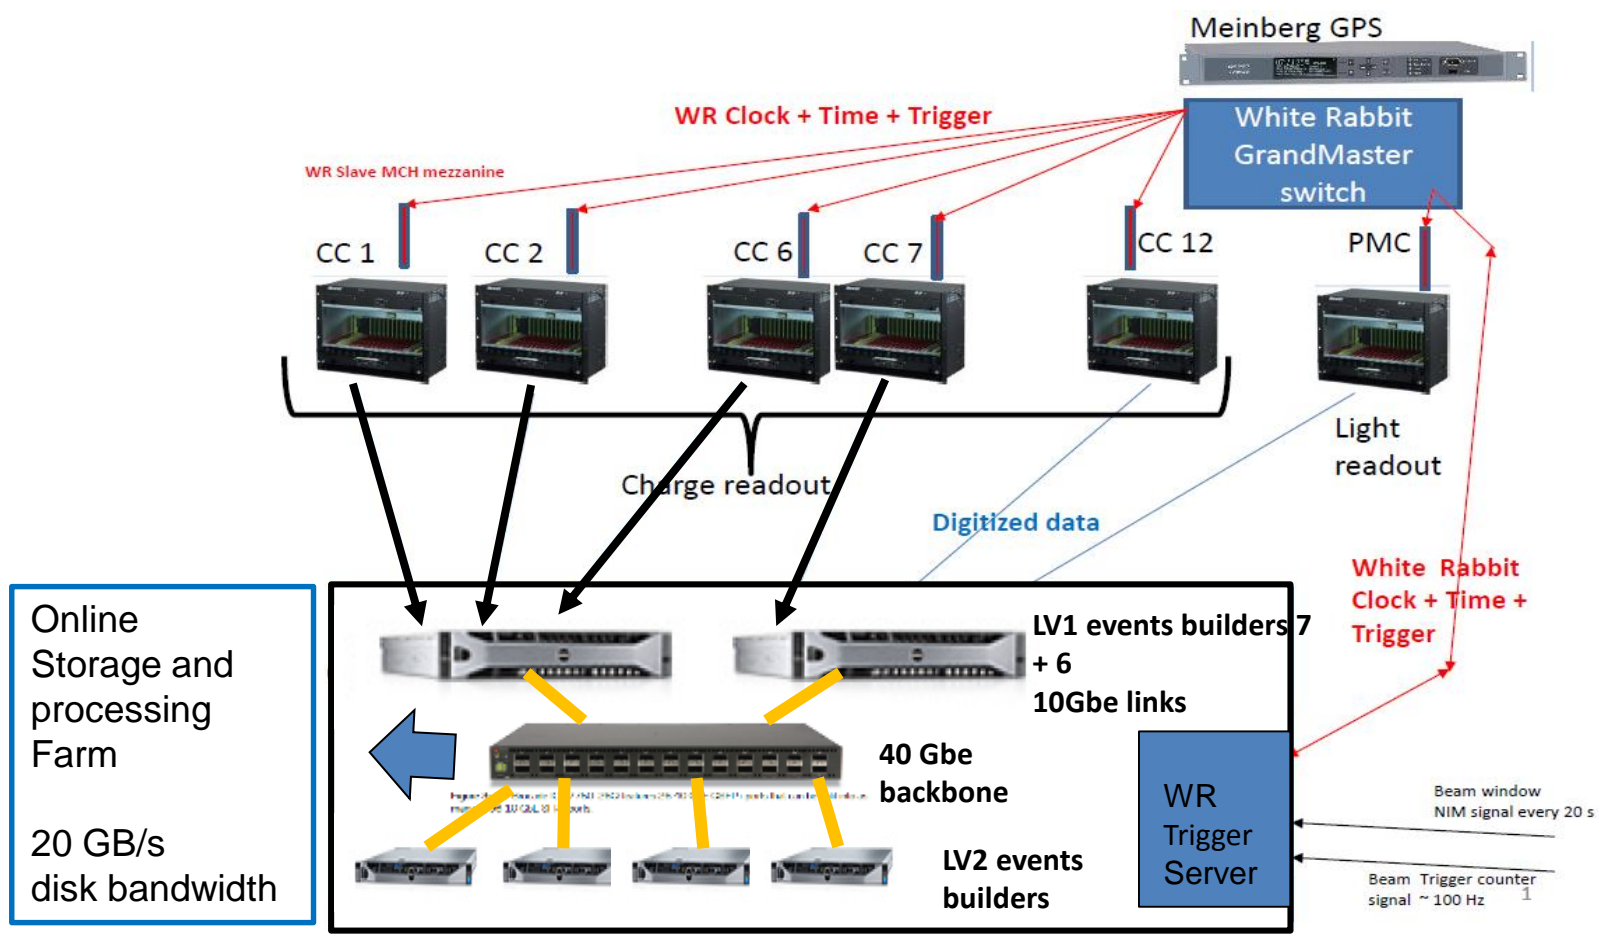 Meinberg GPS
WR Clock + Time + Trigger
White Rabbit
GrandMaster
switch
WR Slave MCH mezzanine
CC 1
CC 2
CC 6
CC 7
CC 12
PMC
Light
readout
Charge readout
Digitized data
White Rabbit
Clock + Time +
Trigger
Online
Storage and
processing
Farm
20 GB/s
disk bandwidth
LV1 events builders 7
+ 6
10Gbe links
40 Gbe
backbone
WR
Trigger
Server
LV2 events
builders
Beam window
NIM signal every 20 s
Beam Trigger counter
signal ~ 100 Hz
1